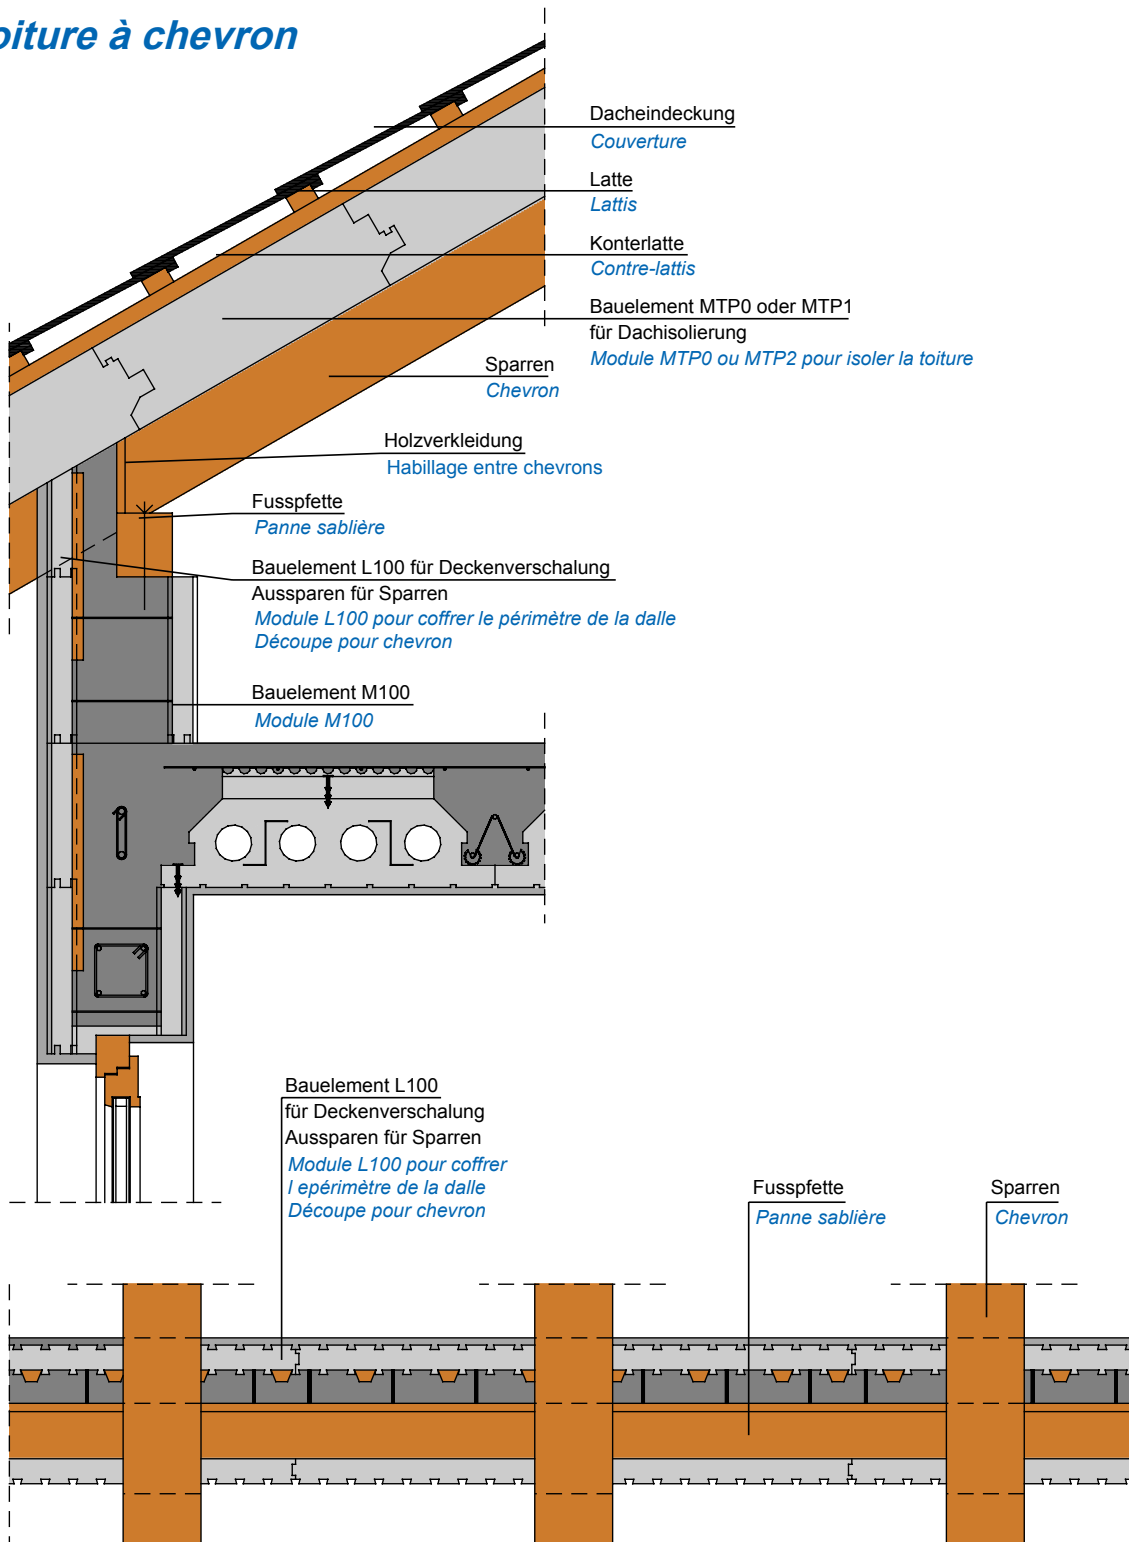 oiture à chevron
Dacheindeckung
Couverture
Latte
Lattis
Konterlatte
Contre-lattis
Bauelement MTP0 oder MTP1
für Dachisolierung
Module MTP0 ou MTP2 pour isoler la toiture
Sparren
Chevron
Holzverkleidung
Habillage entre chevrons
Fusspfette
Panne sablière
Bauelement L100 für Deckenverschalung
Aussparen für Sparren
Module L100 pour coffrer le périmètre de la dalle
Découpe pour chevron
Bauelement M100
Module M100
Bauelement L100
für Deckenverschalung
Aussparen für Sparren
Module L100 pour coffrer
l epérimètre de la dalle
Découpe pour chevron
Fusspfette
Panne sablière
Sparren
Chevron